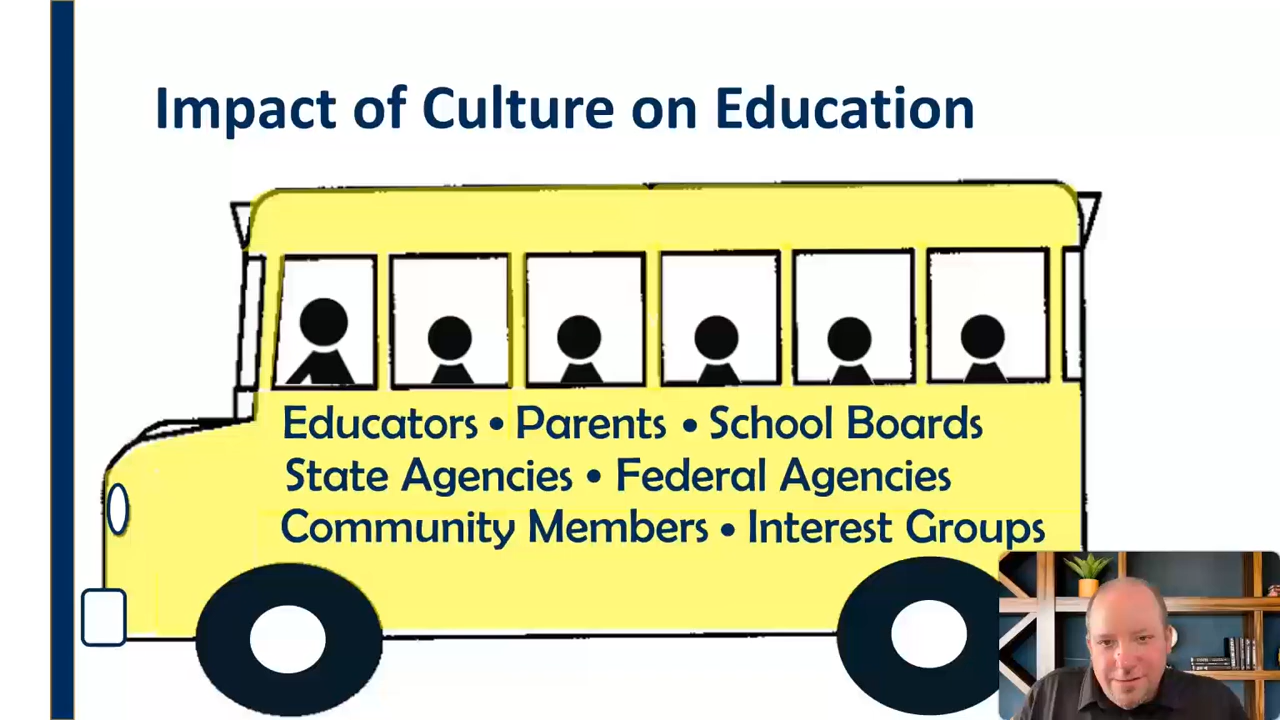 Impact of Culture on Education
Educators • Parents • School Boards
State Agencies • Federal Agencies
Community Members • Interest Groups